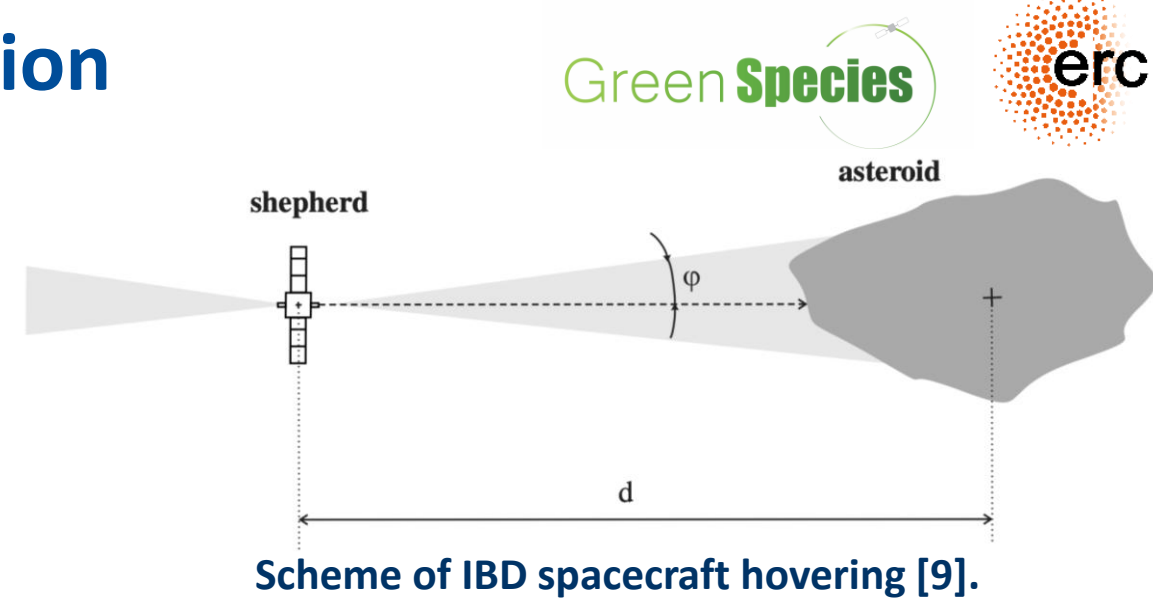 ion
Green Species
erc
asteroid
shepherd
φ
d
Scheme of IBD spacecraft hovering [9].